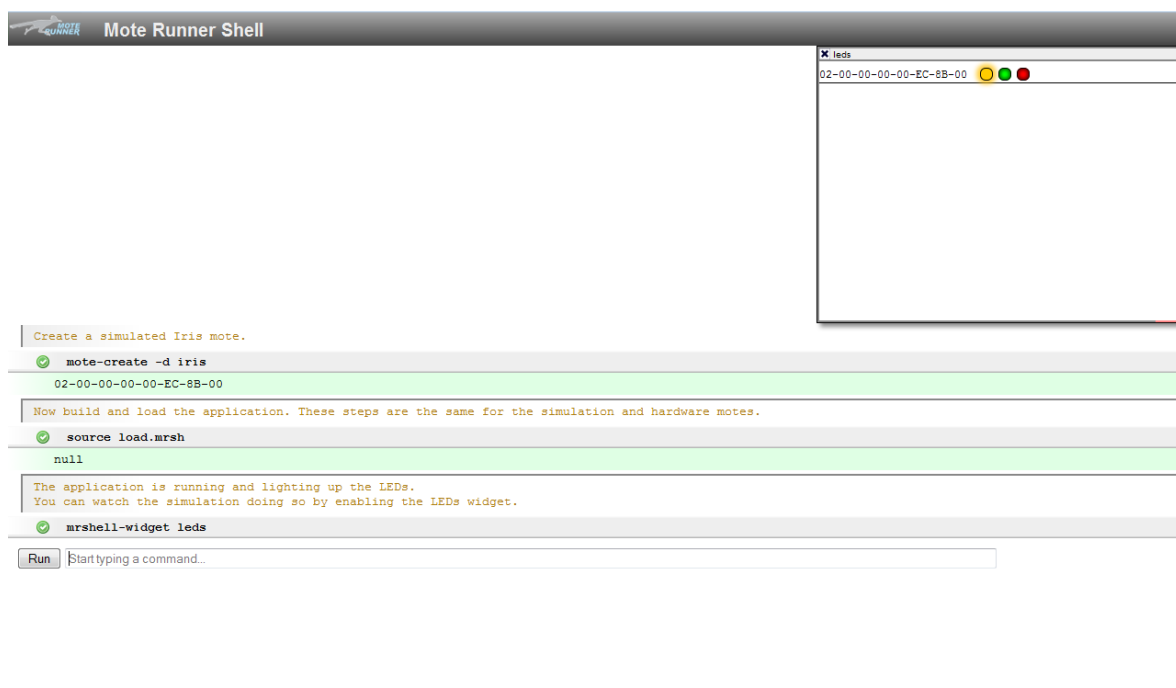 MOTE
RUNNER
Mote Runner Shell
leds
02-00-00-00-00-EC-8B-00
Create a simulated Iris mote.
mote-create -d iris
02-00-00-00-00-EC-8B-00
Now build and load the application. These steps are the same for the simulation and hardware motes.
source load.mrsh
null
The application is running and lighting up the LEDs.
You can watch the simulation doing so by enabling the LEDs widget.
mrshell-widget leds
Run
Start typing a command...